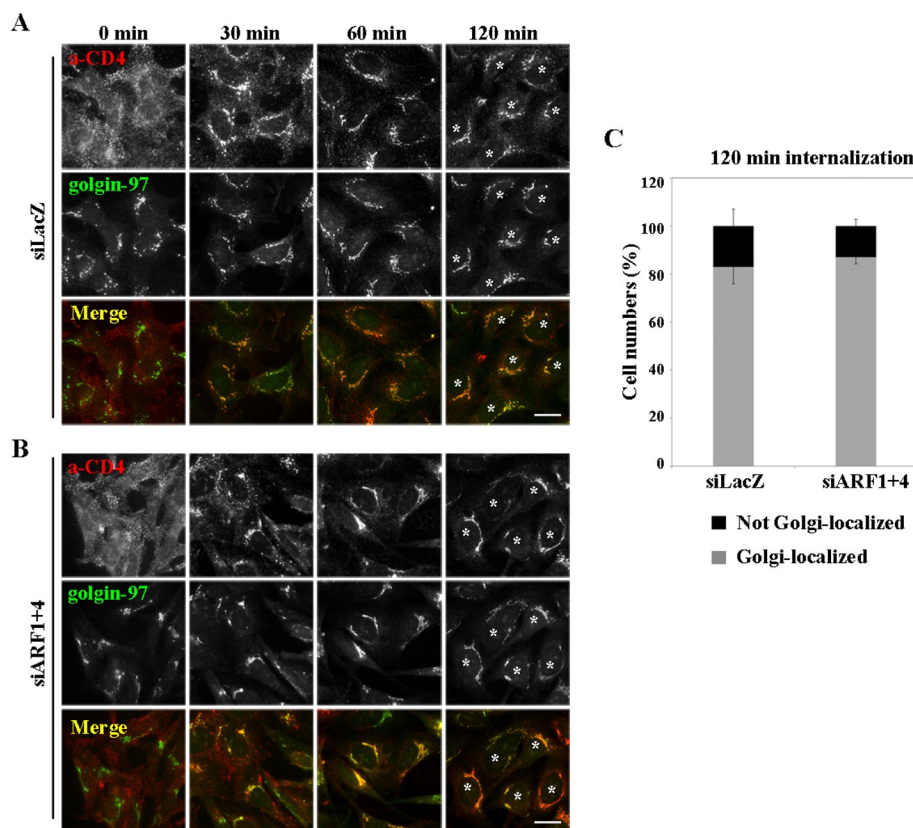 A
0 min 30 min 60 min 120 min
siLacZ
a-CD4
* * * * * *
golgin-97
* * * * * *
Merge
* * * * * *
B
siARF1+4
a-CD4
* * * * *
golgin-97
* * * * *
Merge
* * * * *
C
120 min internalization
Cell numbers (%)
120
100
80
60
40
20
0
siLacZ siARF1+4
Not Golgi-localized
Golgi-localized